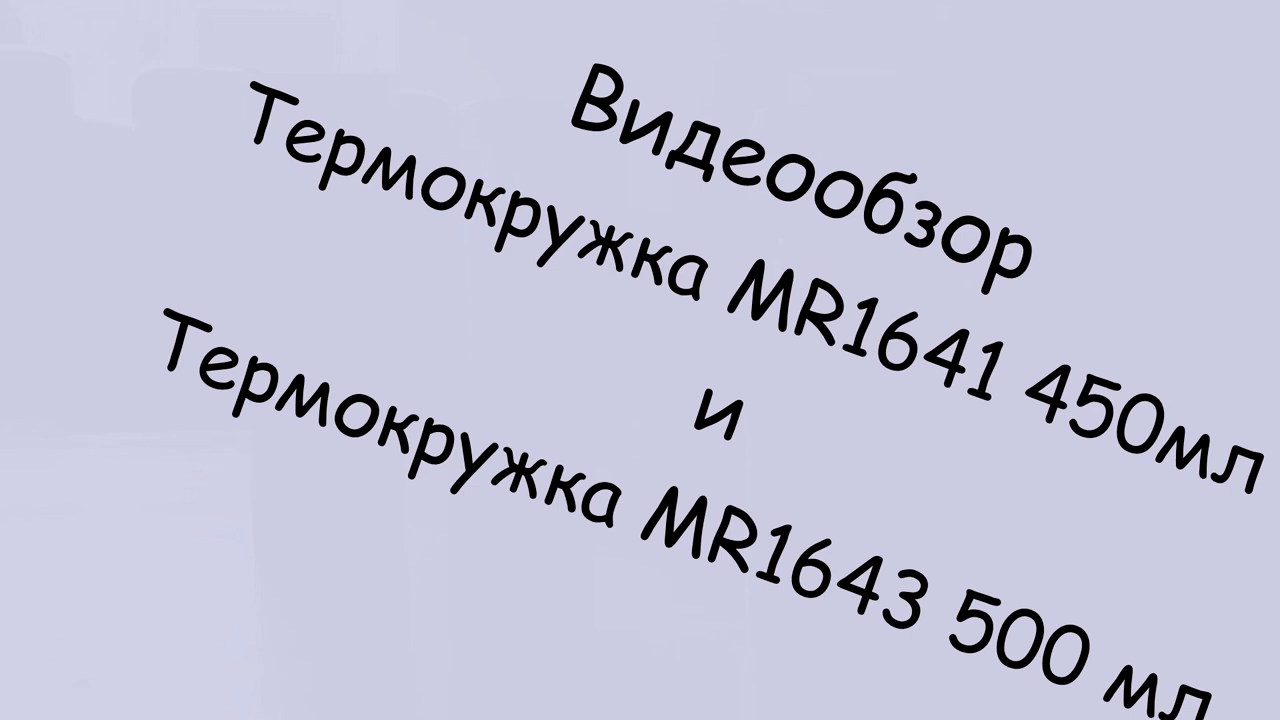 Видеообзор
Термокружка MR1641 450мл
и
Термокружка MR1643 500 мл